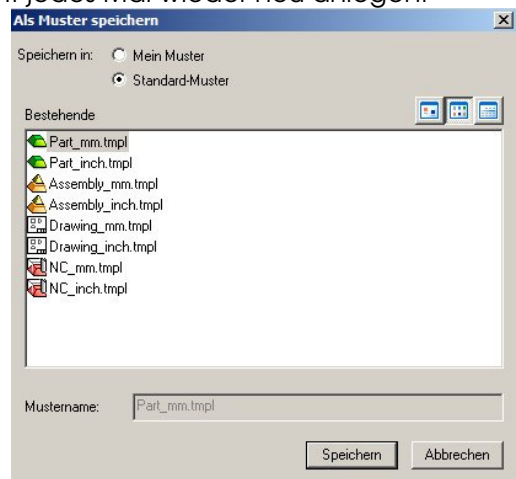 Als Muster speichern
Speichern in: Mein Muster
Standard-Muster
Bestehende
Part_mm.tmpl
Part_inch.tmpl
Assembly_mm.tmpl
Assembly_inch.tmpl
Drawing_mm.tmpl
Drawing_inch.tmpl
NC_mm.tmpl
NC_inch.tmpl
Mustername: Part_mm.tmpl
Speichern Abbrechen